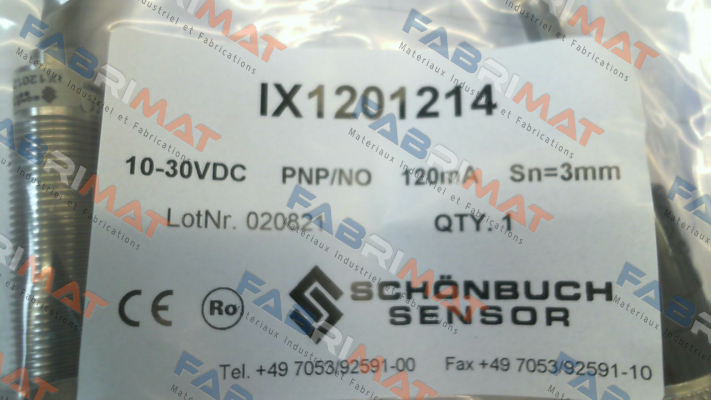 IX1201214
10-30VDC PNP/NO 120mA Sn=3mm
LotNr. 020821 QTY: 1
CE Ro SCHÖNBUCH
SENSOR
Tel. +49 7053/92591-00 Fax +49 7053/92591-10
FABRIMAT
Matériaux Industriel et Fabrications